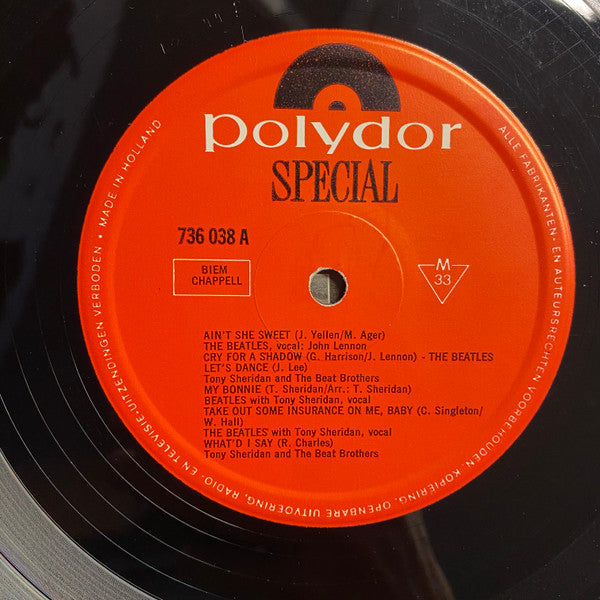 polydor
SPECIAL
736 038 A
BIEM
CHAPPELL
M
33
AIN'T SHE SWEET (J. Yellen/M. Ager)
THE BEATLES, vocal: John Lennon
CRY FOR A SHADOW (G. Harrison/J. Lennon) - THE BEATLES
LET'S DANCE (J. Lee)
Tony Sheridan and The Beat Brothers
MY BONNIE (T. Sheridan/Arr.: T. Sheridan)
BEATLES with Tony Sheridan, vocal
TAKE OUT SOME INSURANCE ON ME, BABY (C. Singleton/
W. Hall)
THE BEATLES with Tony Sheridan, vocal
WHAT'D I SAY (R. Charles)
Tony Sheridan and The Beat Brothers
ALLE FABRIKANTEN- EN AUTEURSRECHTEN VOORBEHOUDEN. KOPIËRING, OPENBARE UITVOERING, RADIO- EN TELEVISIE-UITZENDINGEN VERBODEN • MADE IN HOLLAND